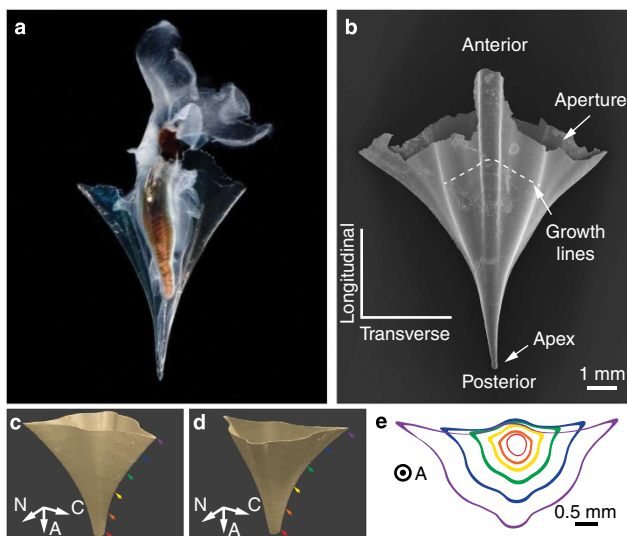 a
b
Anterior
Aperture
Growth
lines
Longitudinal
Transverse
Apex
Posterior
1 mm
c
N
C
A
d
N
C
A
e
A
0.5 mm